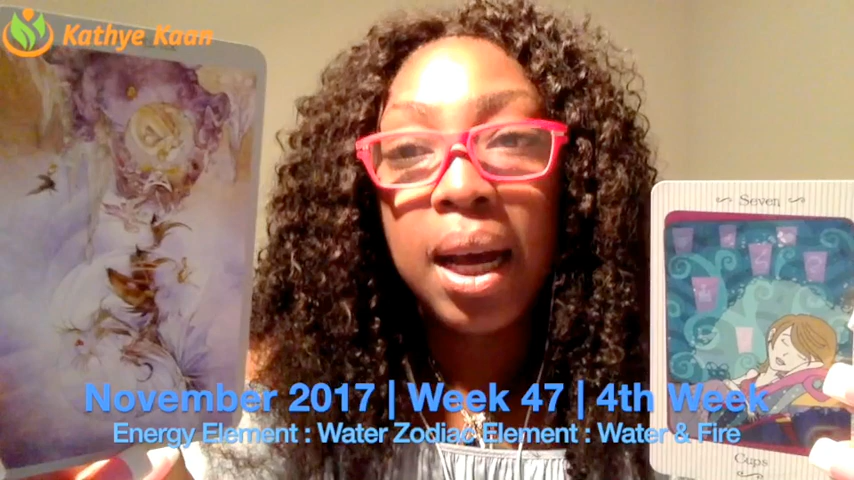 Kathye Kaan
Seven
November 2017 | Week 47 | 4th Week
Energy Element : Water Zodiac Element : Water & Fire
Cups